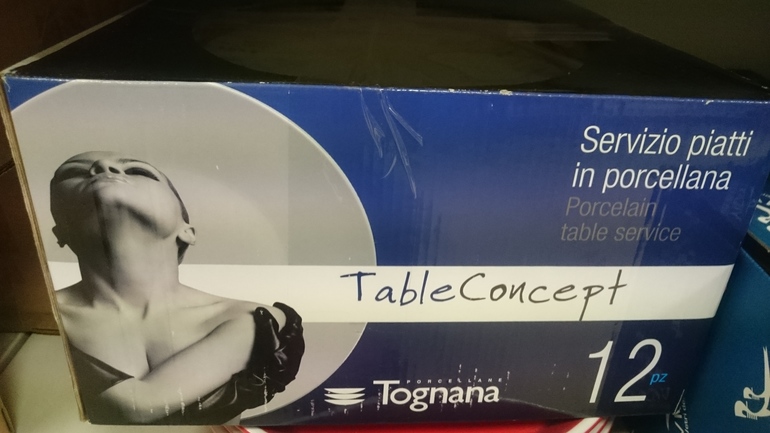 Servizio piatti
in porcellana
Porcelain
table service
TableConcept
PORCELLANE
Tognana
12 pz